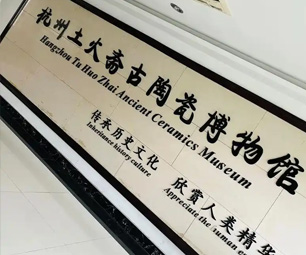 杭州土火斋古陶瓷博物馆
Hangzhou Tu Huo Zhai Ancient Ceramics Museum
传承历史文化 欣赏人类精华
Inheritance history culture Appreciate the human